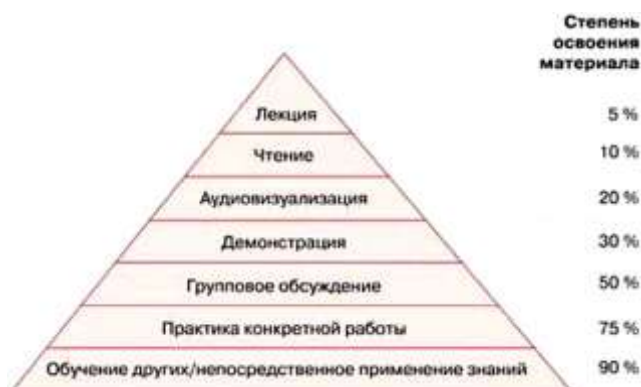 Степень
освоения
материала
Лекция 5 %
Чтение 10 %
Аудиовизуализация 20 %
Демонстрация 30 %
Групповое обсуждение 50 %
Практика конкретной работы 75 %
Обучение других/непосредственное применение знаний 90 %